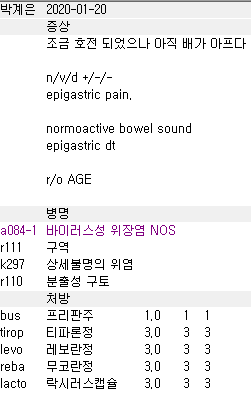 박계은 2020-01-20
증상
조금 호전 되었으나 아직 배가 아프다
n/v/d +/-/-
epigastric pain,
normoactive bowel sound
epigastric dt
r/o AGE
병명
a084-1 바이러스성 위장염 NOS
r111 구역
k297 상세불명의 위염
r110 분출성 구토
처방
bus 프리판주 1.0 1 1
tirop 티파론정 3.0 3 3
levo 레보란정 3.0 3 3
reba 무코란정 3.0 3 3
lacto 락시러스캡슐 3.0 3 3